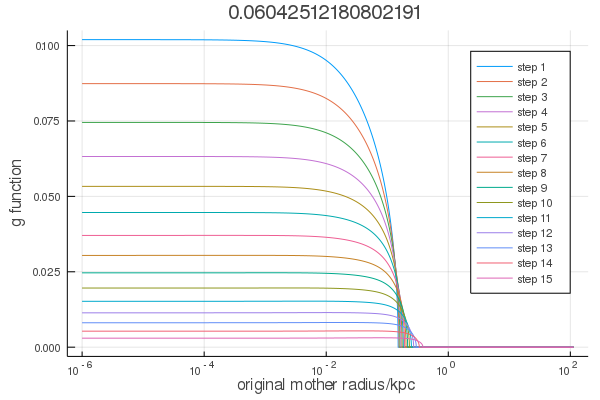 0.06042512180802191
0.100
0.075
0.050
0.025
0.000
g function
10^-6
10^-4
10^-2
10^0
10^2
original mother radius/kpc
step 1
step 2
step 3
step 4
step 5
step 6
step 7
step 8
step 9
step 10
step 11
step 12
step 13
step 14
step 15